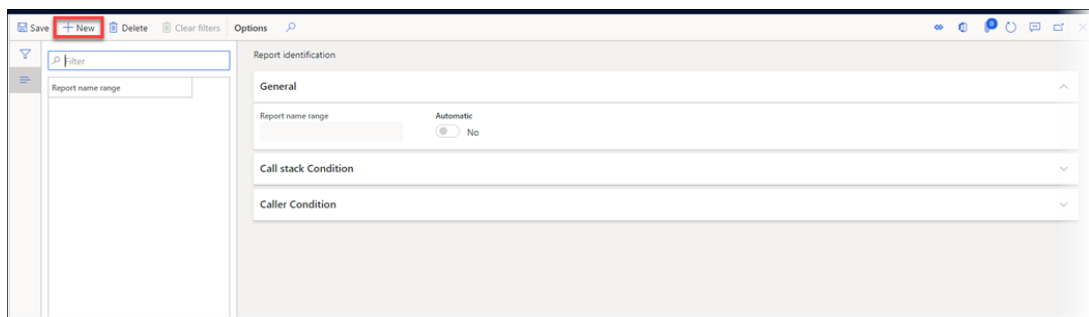 Save New Delete Clear filters Options 0
Filter
Report name range
Report identification
General
Report name range Automatic
No
Call stack Condition
Caller Condition